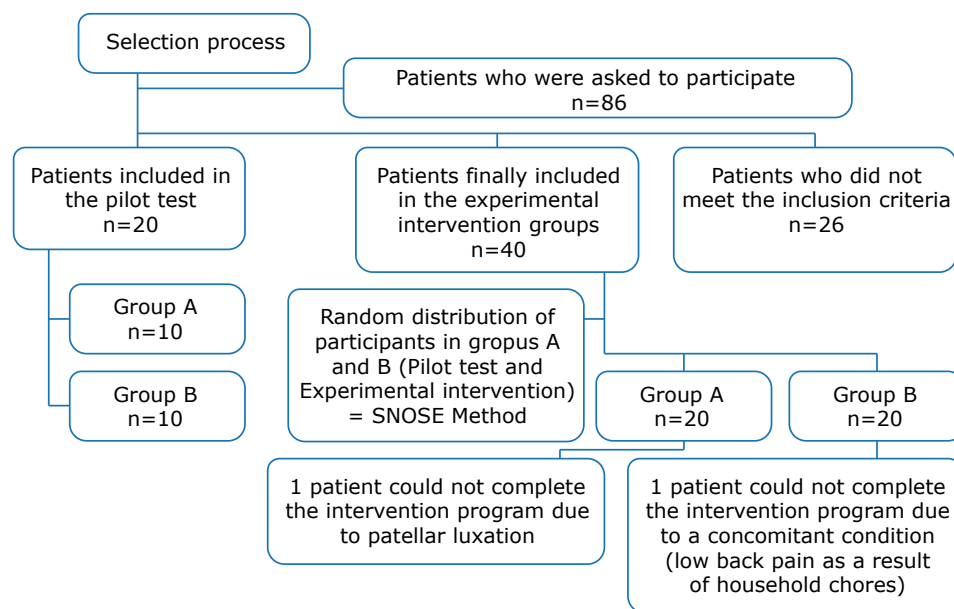 Selection process
Patients who were asked to participate
n=86
Patients included in
the pilot test
n=20
Patients finally included
in the experimental
intervention groups
n=40
Patients who did not
meet the inclusion criteria
n=26
Group A
n=10
Group B
n=10
Random distribution of
participants in gropus A
and B (Pilot test and
Experimental intervention)
= SNOSE Method
Group A
n=20
Group B
n=20
1 patient could not complete
the intervention program due
to patellar luxation
1 patient could not complete
the intervention program due
to a concomitant condition
(low back pain as a result
of household chores)